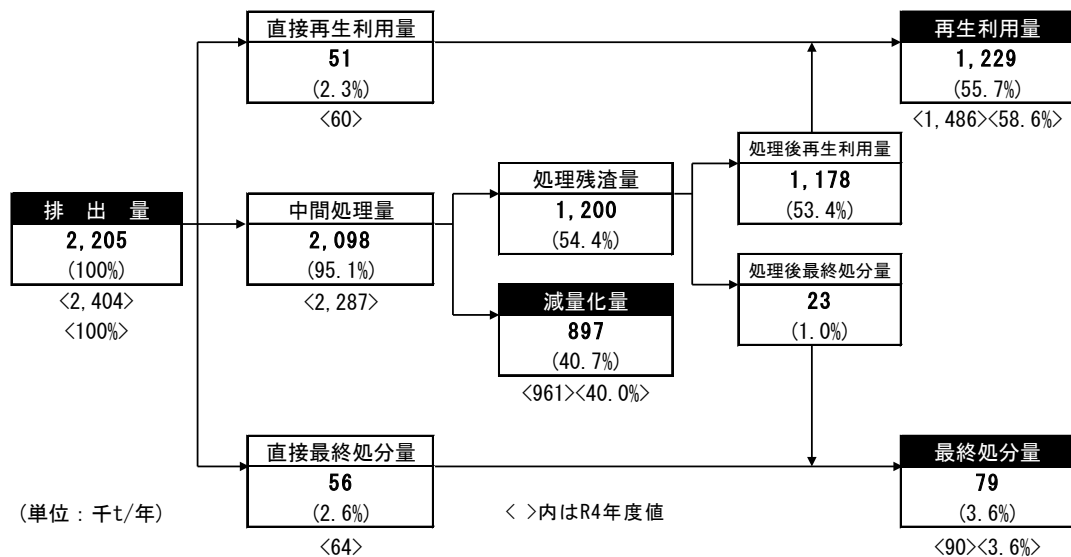 直接再生利用量
51
(2.3%)
<60>
再生利用量
1,229
(55.7%)
<1,486><58.6%>
処理残渣量
1,200
(54.4%)
処理後再生利用量
1,178
(53.4%)
排 出 量
2,205
(100%)
<2,404>
<100%>
中間処理量
2,098
(95.1%)
<2,287>
減量化量
897
(40.7%)
<961><40.0%>
処理後最終処分量
23
(1.0%)
直接最終処分量
56
(2.6%)
<64>
最終処分量
79
(3.6%)
<90><3.6%>
(単位：千t/年)
< >内はR4年度値